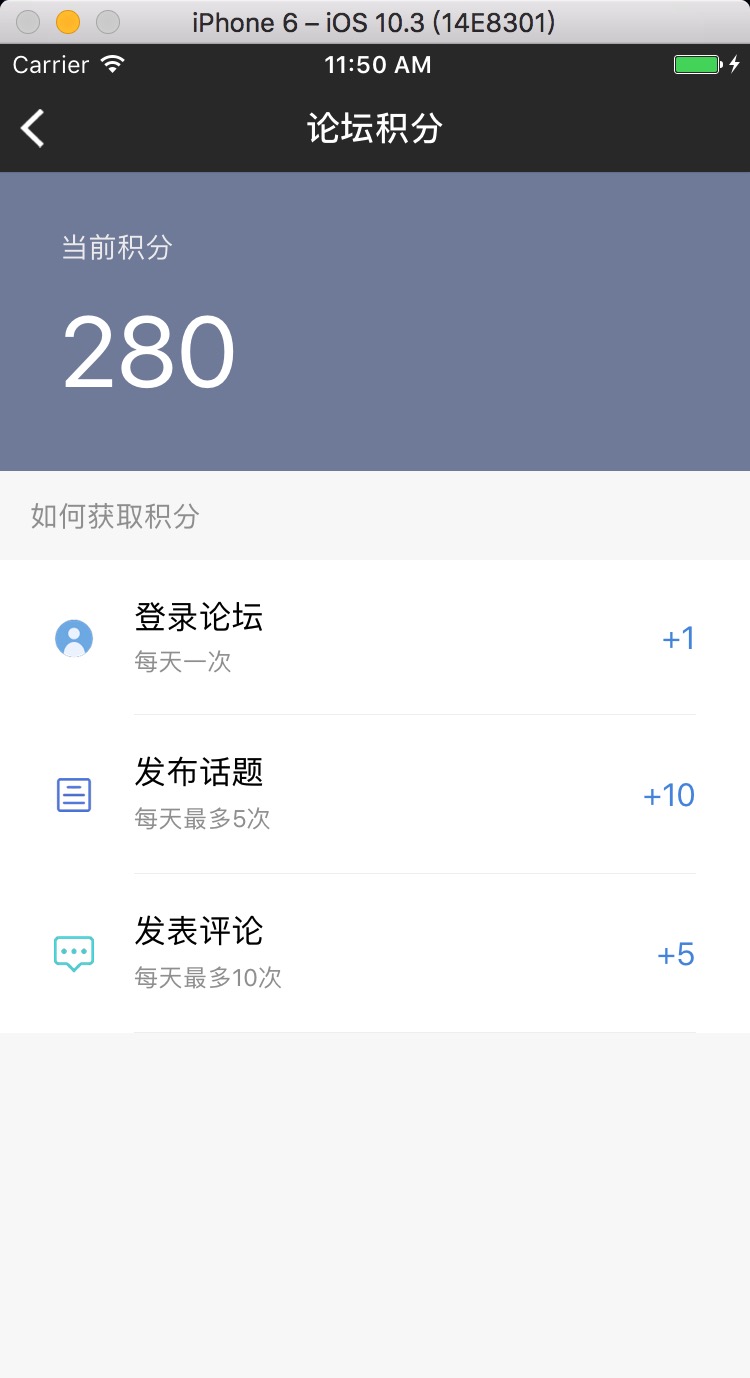 iPhone 6 – iOS 10.3 (14E8301)
Carrier 11:50 AM
论坛积分
当前积分
280
如何获取积分
登录论坛
每天一次
+1
发布话题
每天最多5次
+10
发表评论
每天最多10次
+5